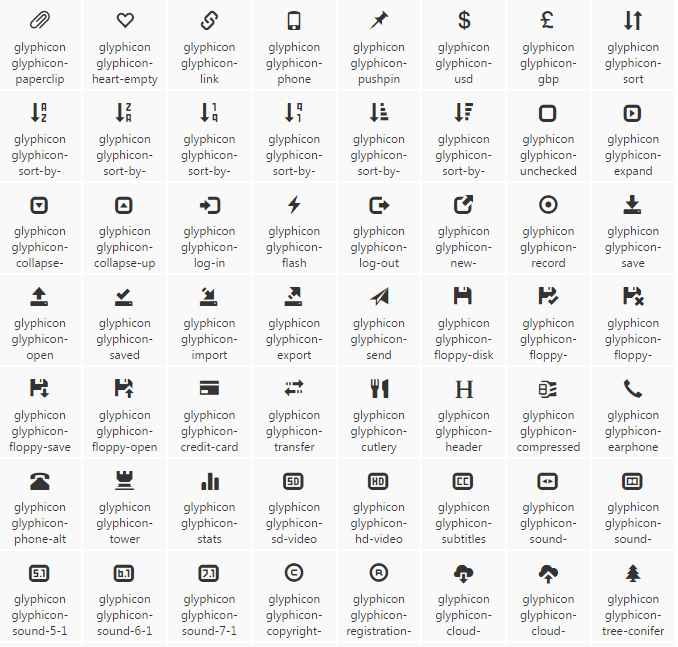 glyphicon glyphicon glyphicon glyphicon glyphicon glyphicon glyphicon glyphicon
glyphicon- glyphicon- glyphicon- glyphicon- glyphicon- glyphicon- glyphicon- glyphicon-
paperclip heart-empty link phone pushpin usd gbp sort
glyphicon glyphicon glyphicon glyphicon glyphicon glyphicon glyphicon glyphicon
glyphicon- glyphicon- glyphicon- glyphicon- glyphicon- glyphicon- glyphicon- glyphicon-
sort-by- sort-by- sort-by- sort-by- sort-by- sort-by- unchecked expand
glyphicon glyphicon glyphicon glyphicon glyphicon glyphicon glyphicon glyphicon
glyphicon- glyphicon- glyphicon- glyphicon- glyphicon- glyphicon- glyphicon- glyphicon-
collapse- collapse-up log-in flash log-out new- record save
glyphicon glyphicon glyphicon glyphicon glyphicon glyphicon glyphicon glyphicon
glyphicon- glyphicon- glyphicon- glyphicon- glyphicon- glyphicon- glyphicon- glyphicon-
open saved import export send floppy-disk floppy- floppy-
glyphicon glyphicon glyphicon glyphicon glyphicon glyphicon glyphicon glyphicon
glyphicon- glyphicon- glyphicon- glyphicon- glyphicon- glyphicon- glyphicon- glyphicon-
floppy-save floppy-open credit-card transfer cutlery header compressed earphone
SD HD CC
glyphicon glyphicon glyphicon glyphicon glyphicon glyphicon glyphicon glyphicon
glyphicon- glyphicon- glyphicon- glyphicon- glyphicon- glyphicon- glyphicon- glyphicon-
phone-alt tower stats sd-video hd-video subtitles sound- sound-
5.1 6.1 7.1 C R
glyphicon glyphicon glyphicon glyphicon glyphicon glyphicon glyphicon glyphicon
glyphicon- glyphicon- glyphicon- glyphicon- glyphicon- glyphicon- glyphicon- glyphicon-
sound-5-1 sound-6-1 sound-7-1 copyright- registration- cloud- cloud- tree-conifer